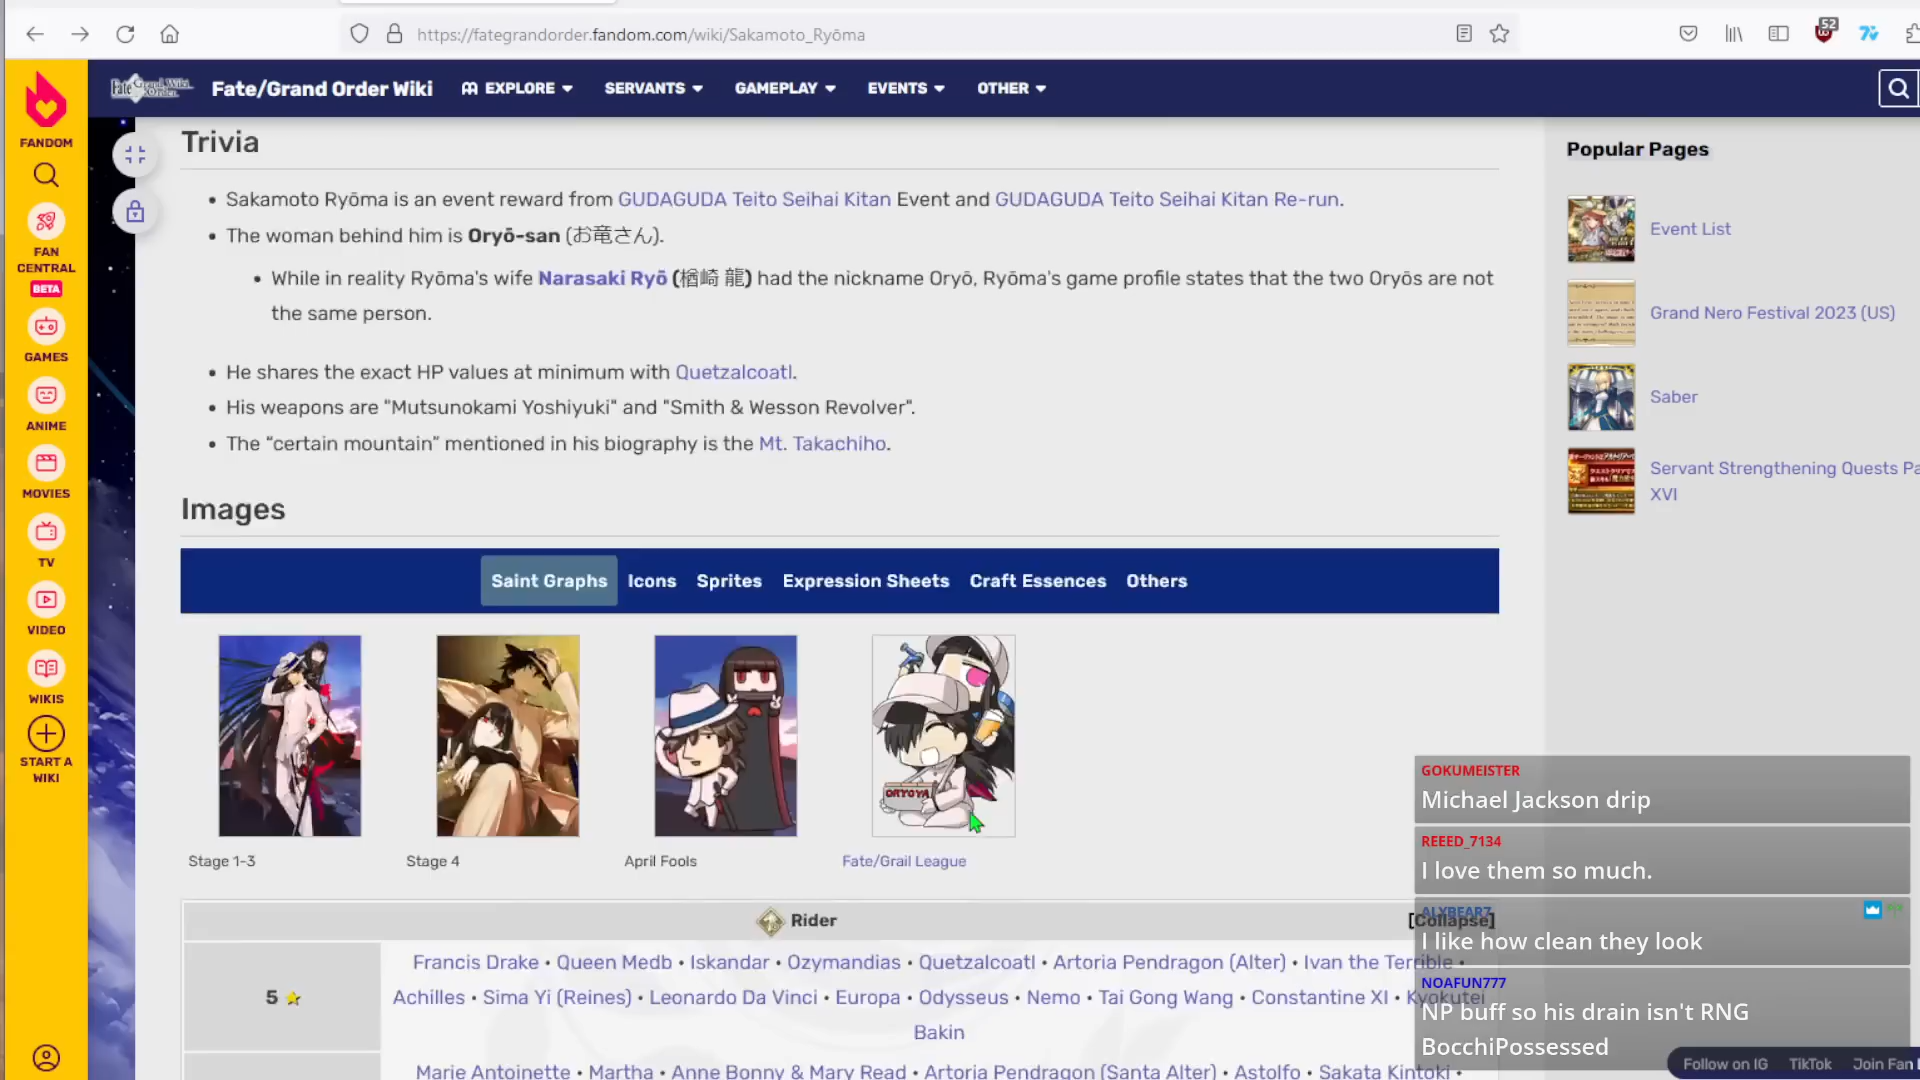 https://fategrandorder.fandom.com/wiki/Sakamoto_Ryōma
52
Fate/Grand Order Wiki
EXPLORE
SERVANTS
GAMEPLAY
EVENTS
OTHER
FANDOM
FAN
CENTRAL
BETA
GAMES
ANIME
MOVIES
TV
VIDEO
WIKIS
START A
WIKI
Trivia
Sakamoto Ryōma is an event reward from GUDAGUDA Teito Seihai Kitan Event and GUDAGUDA Teito Seihai Kitan Re-run.
The woman behind him is Oryō-san (お竜さん).
While in reality Ryōma's wife Narasaki Ryō (楢崎 龍) had the nickname Oryō, Ryōma's game profile states that the two Oryōs are not
the same person.
He shares the exact HP values at minimum with Quetzalcoatl.
His weapons are "Mutsunokami Yoshiyuki" and "Smith & Wesson Revolver".
The “certain mountain” mentioned in his biography is the Mt. Takachiho.
Images
Saint Graphs
Icons
Sprites
Expression Sheets
Craft Essences
Others
ORYOYA
Stage 1-3
Stage 4
April Fools
Fate/Grail League
Rider
[Collapse]
5
Francis Drake • Queen Medb • Iskandar • Ozymandias • Quetzalcoatl • Artoria Pendragon (Alter) • Ivan the Terrible •
Achilles • Sima Yi (Reines) • Leonardo Da Vinci • Europa • Odysseus • Nemo • Tai Gong Wang • Constantine XI • Kyokutei
Bakin
Marie Antoinette • Martha • Anne Bonny & Mary Read • Artoria Pendragon (Santa Alter) • Astolfo • Sakata Kintoki •
Popular Pages
Event List
Grand Nero Festival 2023 (US)
Saber
Servant Strengthening Quests Pa
XVI
GOKUMEISTER
Michael Jackson drip
REEED_7134
I love them so much.
ALYBEAR7
I like how clean they look
NOAFUN777
NP buff so his drain isn't RNG
BocchiPossessed
Follow on IG
TikTok
Join Fan